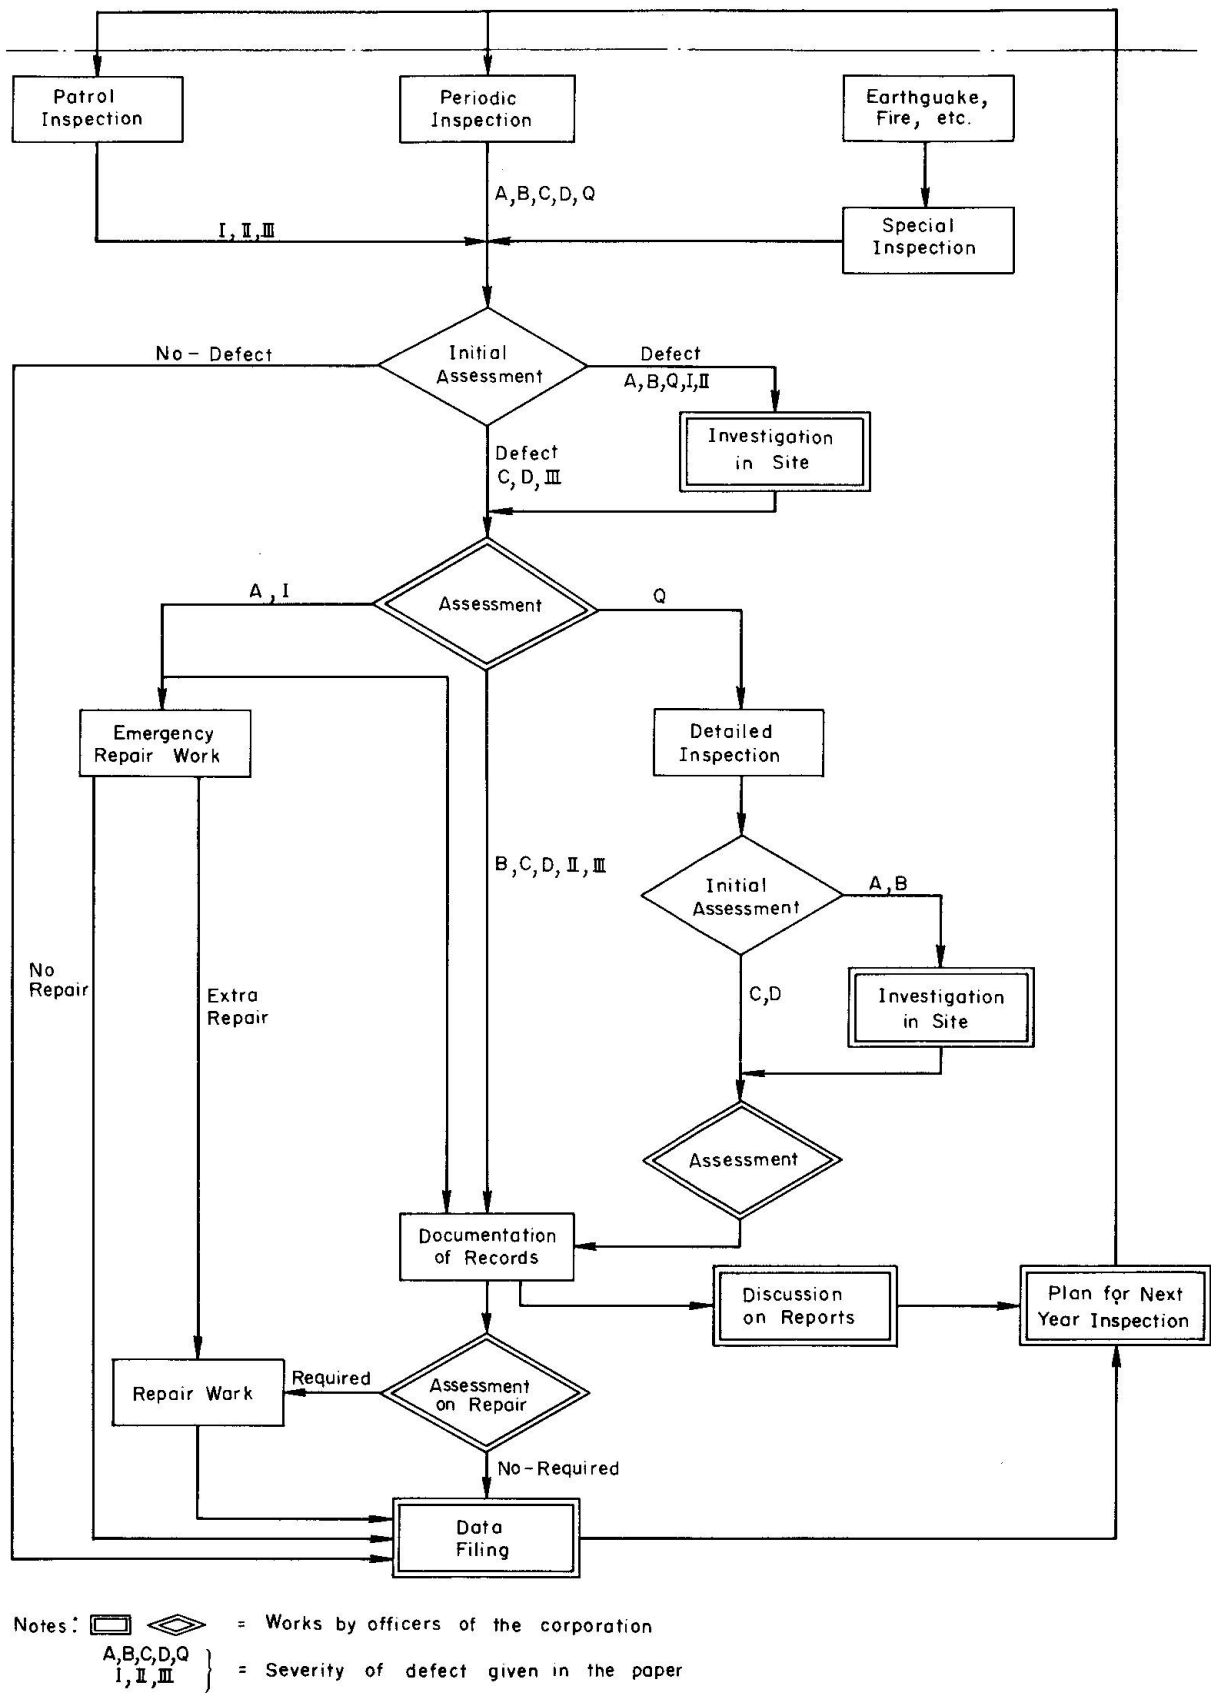 Patrol
Inspection
Periodic
Inspection
Earthquake,
Fire, etc.
A,B,C,D,Q
I,Ⅱ,Ⅲ
Special
Inspection
No-Defect
Initial
Assessment
Defect
A,B,Q,I,Ⅱ
Investigation
in Site
Defect
C,D,Ⅲ
A,I
Assessment
Q
Emergency
Repair Work
Detailed
Inspection
B,C,D,Ⅱ,Ⅲ
Initial
Assessment
A,B
No
Repair
Extra
Repair
C,D
Investigation
in Site
Assessment
Documentation
of Records
Discussion
on Reports
Plan for Next
Year Inspection
Repair Work
Required
Assessment
on Repair
No-Required
Data
Filing
Notes: = Works by officers of the corporation
A,B,C,D,Q
I,Ⅱ,Ⅲ } = Severity of defect given in the paper